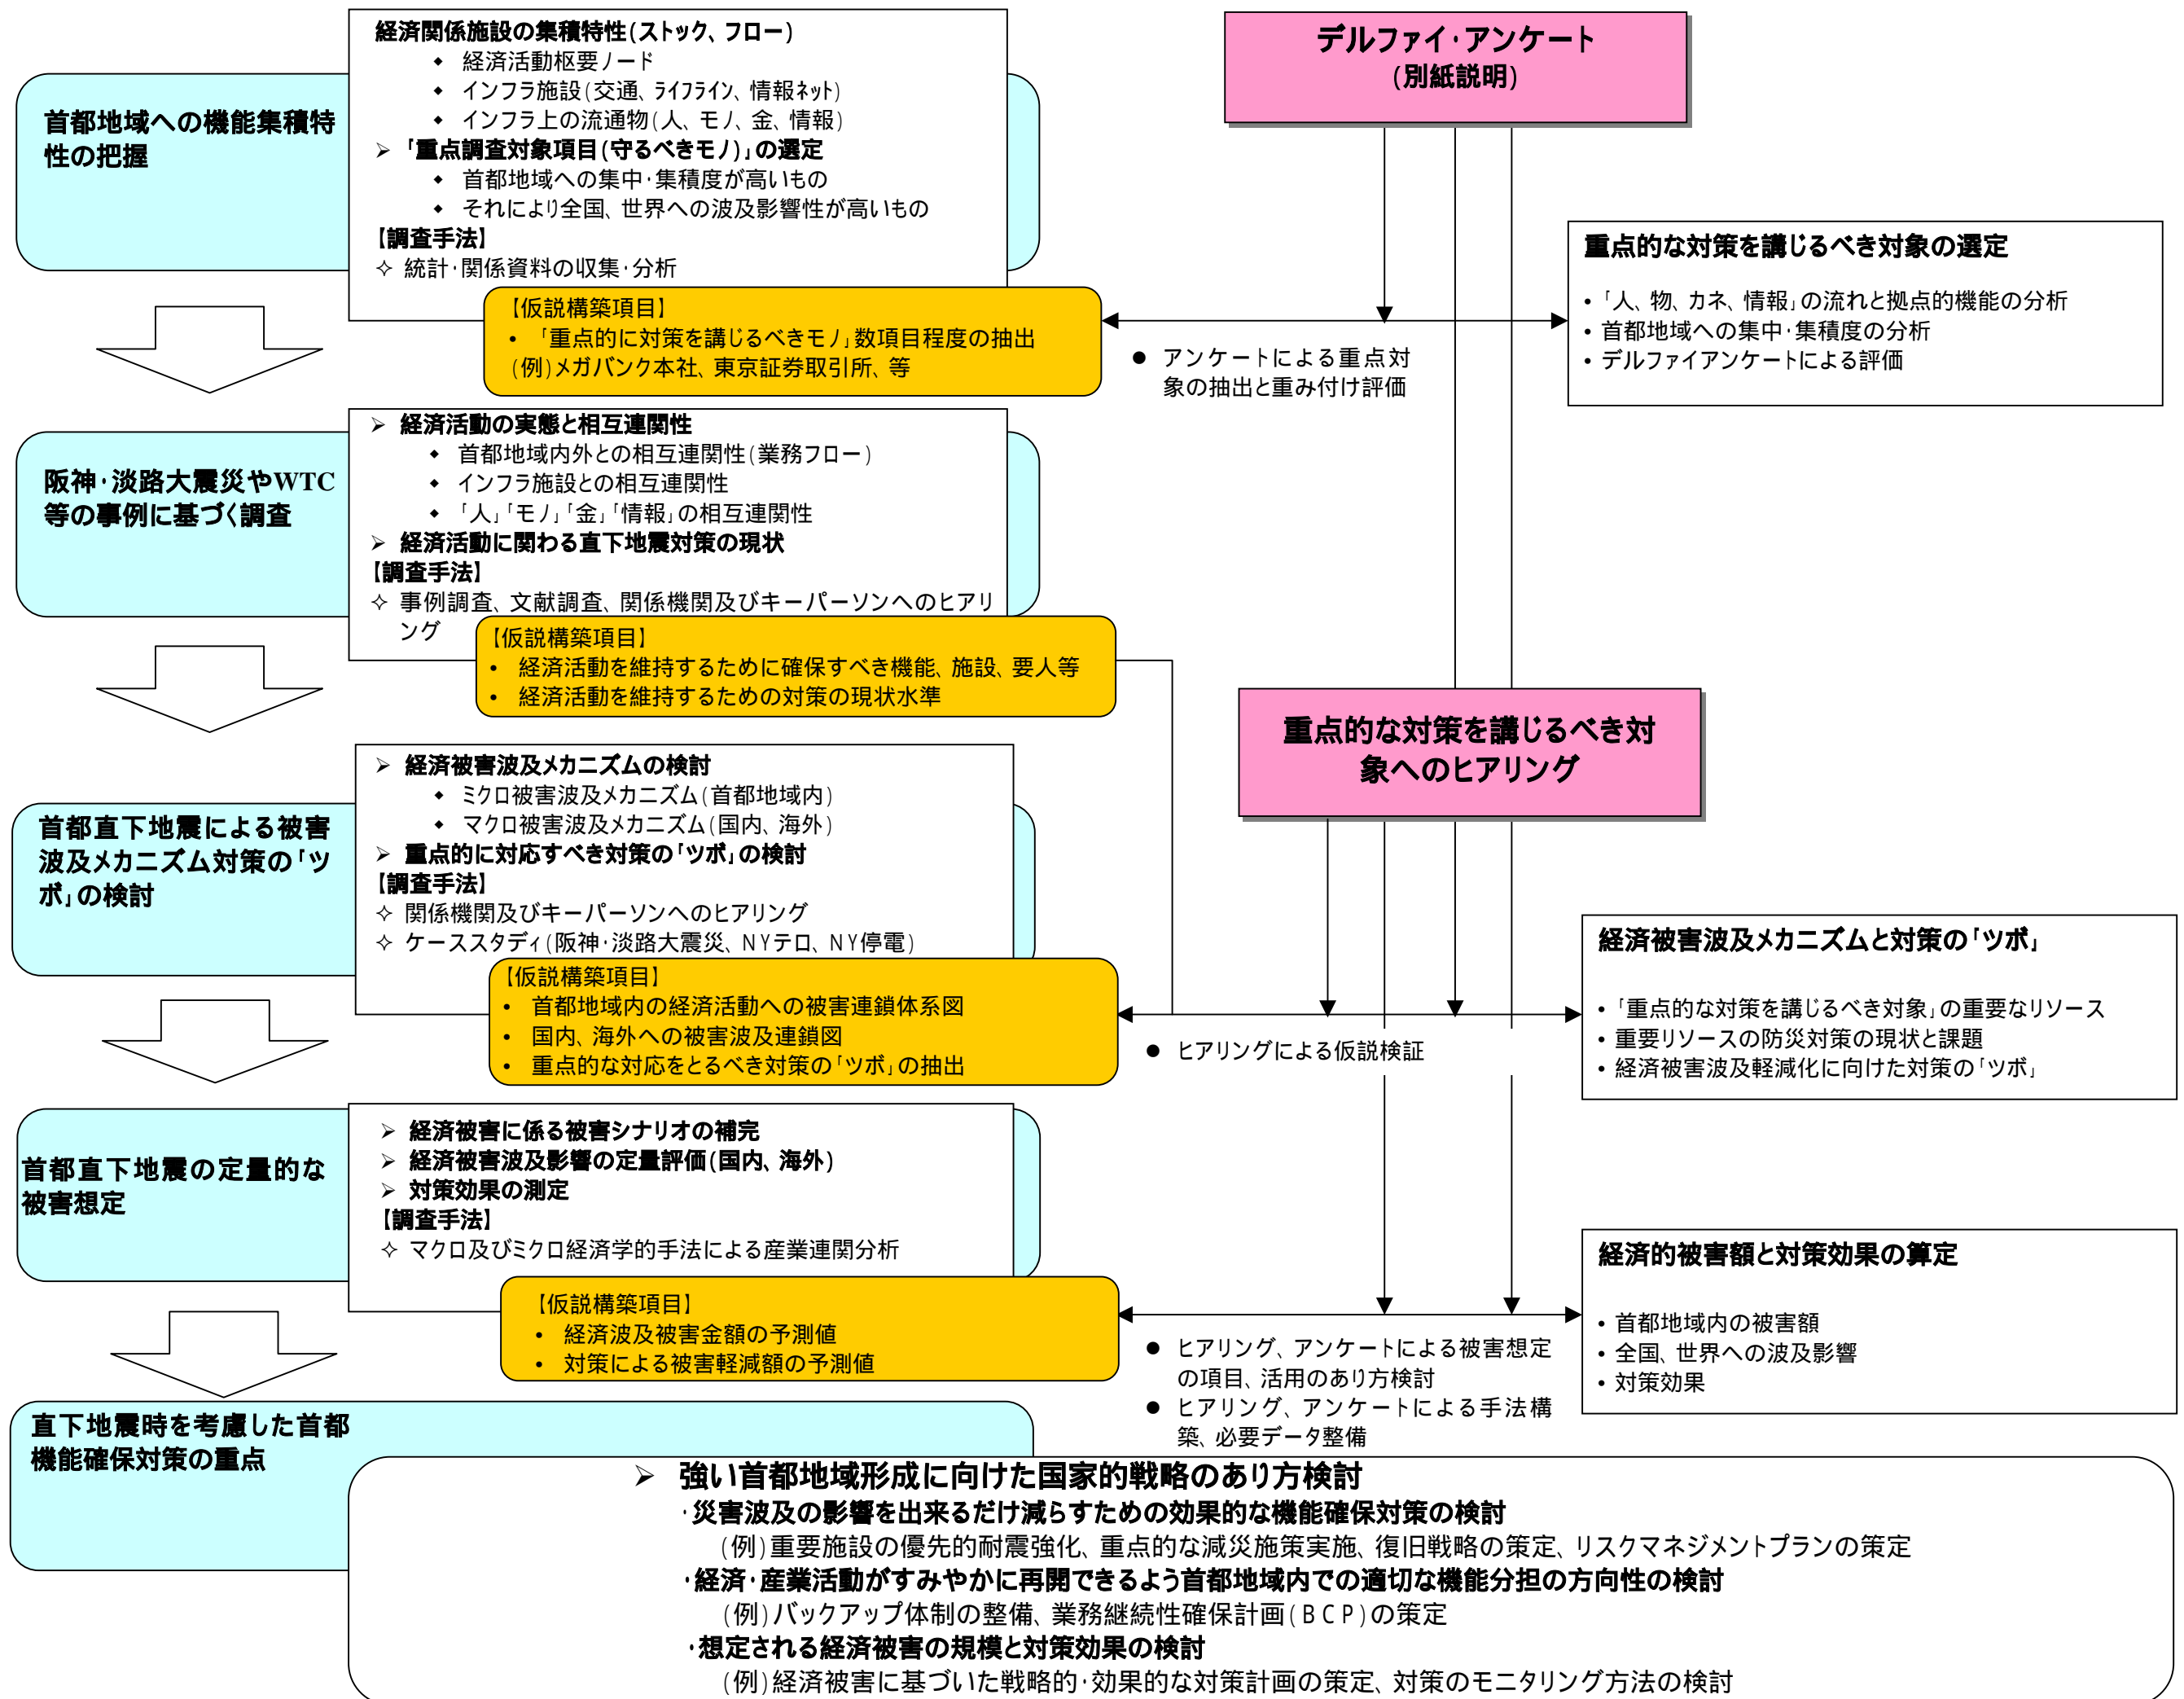 経済関係施設の集積特性(ストック、フロー)
◆ 経済活動枢要ノード
◆ インフラ施設(交通、ライフライン、情報ネット)
◆ インフラ上の流通物(人、モノ、金、情報)
➢ 「重点調査対象項目(守るべきモノ)」の選定
◆ 首都地域への集中・集積度が高いもの
◆ それにより全国、世界への波及影響性が高いもの
【調査手法】
✧ 統計・関係資料の収集・分析
首都地域への機能集積特
性の把握
【仮説構築項目】
• 「重点的に対策を講じるべきモノ」数項目程度の抽出
(例)メガバンク本社、東京証券取引所、等
デルファイ・アンケート
(別紙説明)
● アンケートによる重点対
象の抽出と重み付け評価
重点的な対策を講じるべき対象の選定
• 「人、物、カネ、情報」の流れと拠点的機能の分析
• 首都地域への集中・集積度の分析
• デルファイアンケートによる評価
阪神・淡路大震災やWTC
等の事例に基づく調査
➢ 経済活動の実態と相互連関性
◆ 首都地域内外との相互連関性(業務フロー)
◆ インフラ施設との相互連関性
◆ 「人」「モノ」「金」「情報」の相互連関性
➢ 経済活動に関わる直下地震対策の現状
【調査手法】
✧ 事例調査、文献調査、関係機関及びキーパーソンへのヒアリ
ング
【仮説構築項目】
• 経済活動を維持するために確保すべき機能、施設、要人等
• 経済活動を維持するための対策の現状水準
重点的な対策を講じるべき対
象へのヒアリング
首都直下地震による被害
波及メカニズム対策の「ツ
ボ」の検討
➢ 経済被害波及メカニズムの検討
◆ ミクロ被害波及メカニズム(首都地域内)
◆ マクロ被害波及メカニズム(国内、海外)
➢ 重点的に対応すべき対策の「ツボ」の検討
【調査手法】
✧ 関係機関及びキーパーソンへのヒアリング
✧ ケーススタディ(阪神・淡路大震災、NYテロ、NY停電)
【仮説構築項目】
• 首都地域内の経済活動への被害連鎖体系図
• 国内、海外への被害波及連鎖図
• 重点的な対応をとるべき対策の「ツボ」の抽出
● ヒアリングによる仮説検証
経済被害波及メカニズムと対策の「ツボ」
• 「重点的な対策を講じるべき対象」の重要なリソース
• 重要リソースの防災対策の現状と課題
• 経済被害波及軽減化に向けた対策の「ツボ」
首都直下地震の定量的な
被害想定
➢ 経済被害に係る被害シナリオの補完
➢ 経済被害波及影響の定量評価(国内、海外)
➢ 対策効果の測定
【調査手法】
✧ マクロ及びミクロ経済学的手法による産業連関分析
【仮説構築項目】
• 経済波及被害金額の予測値
• 対策による被害軽減額の予測値
● ヒアリング、アンケートによる被害想定
の項目、活用のあり方検討
● ヒアリング、アンケートによる手法構
築、必要データ整備
経済的被害額と対策効果の算定
• 首都地域内の被害額
• 全国、世界への波及影響
• 対策効果
直下地震時を考慮した首都
機能確保対策の重点
➢ 強い首都地域形成に向けた国家的戦略のあり方検討
・災害波及の影響を出来るだけ減らすための効果的な機能確保対策の検討
(例)重要施設の優先的耐震強化、重点的な減災施策実施、復旧戦略の策定、リスクマネジメントプランの策定
・経済・産業活動がすみやかに再開できるよう首都地域内での適切な機能分担の方向性の検討
(例)バックアップ体制の整備、業務継続性確保計画(BCP)の策定
・想定される経済被害の規模と対策効果の検討
(例)経済被害に基づいた戦略的・効果的な対策計画の策定、対策のモニタリング方法の検討